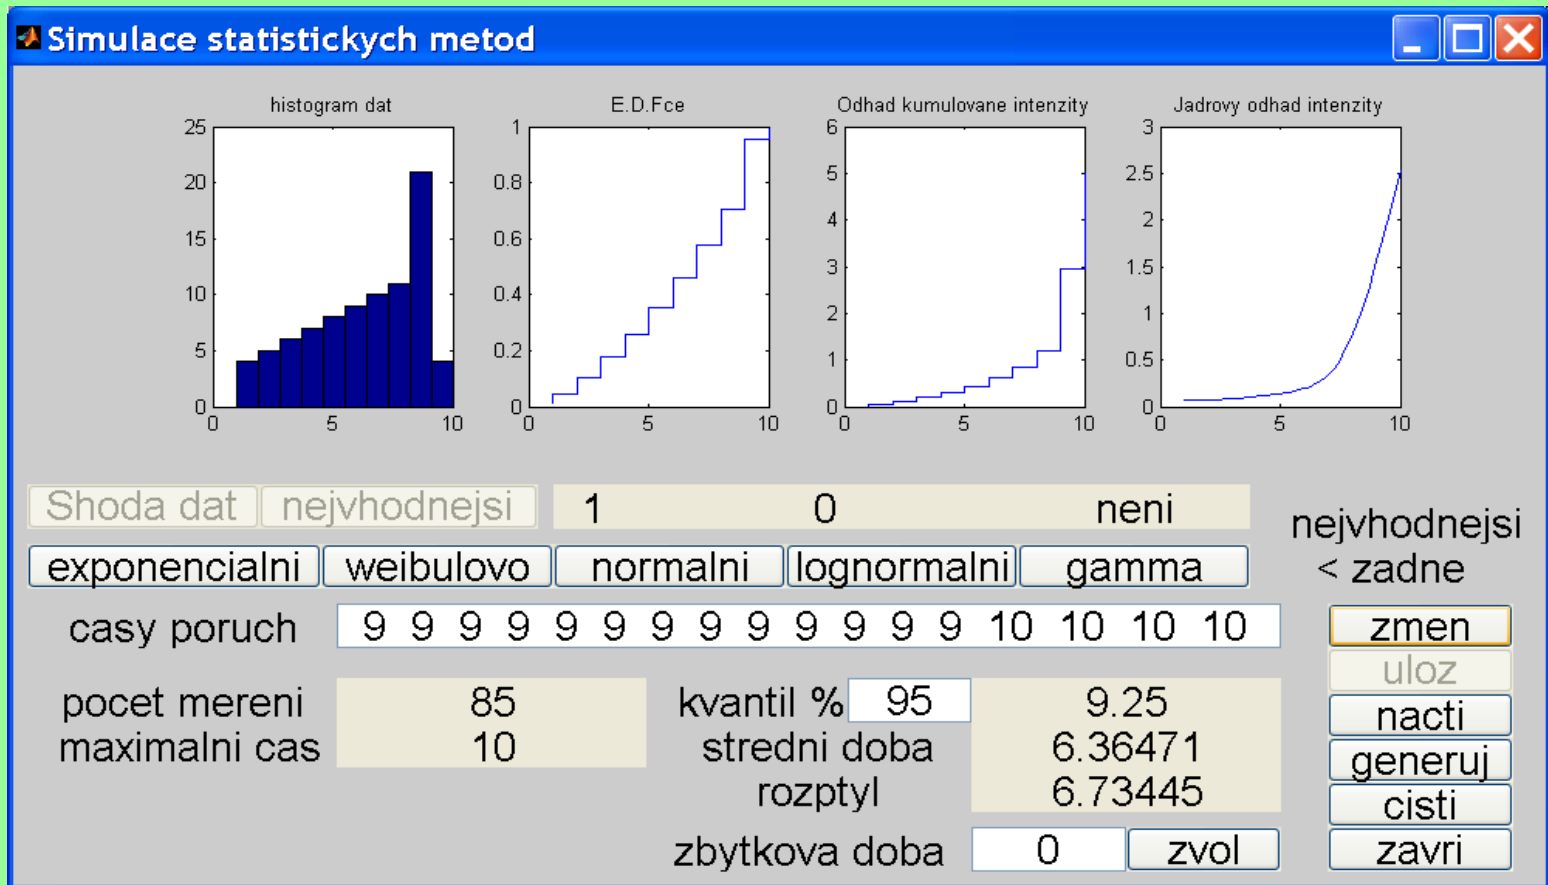 Simulace statistickych metod
histogram dat
25
20
15
10
5
0
0 5 10
E.D.Fce
1
0.8
0.6
0.4
0.2
0
0 5 10
Odhad kumulovane intenzity
6
5
4
3
2
1
0
0 5 10
Jadrovy odhad intenzity
3
2.5
2
1.5
1
0.5
0
0 5 10
Shoda dat nejvhodnejsi 1 0 neni
nejvhodnejsi
< zadne
exponencialni weibulovo normalni lognormalni gamma
casy poruch 9 9 9 9 9 9 9 9 9 9 9 9 9 10 10 10 10
zmen
uloz
nacti
generuj
cisti
zavri
pocet mereni 85
maximalni cas 10
kvantil % 95 9.25
stredni doba 6.36471
rozptyl 6.73445
zbytkova doba 0 zvol